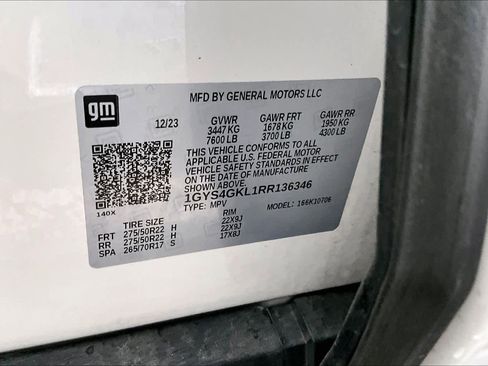 gm
MFD BY GENERAL MOTORS LLC
12/23 GVWR GAWR FRT GAWR RR
3447 KG 1678 KG 1950 KG
7600 LB 3700 LB 4300 LB
THIS VEHICLE CONFORMS TO ALL
APPLICABLE U.S. FEDERAL MOTOR
VEHICLE SAFETY STANDARDS IN EFFECT
ON THE DATE OF MANUFACTURE
SHOWN ABOVE.
1GYS4GKL1RR136346
140X TYPE: MPV MODEL: 166K10706
TIRE SIZE RIM
FRT 275/50R22 H 22X9J
RR 275/50R22 H 22X9J
SPA 265/70R17 S 17X8J